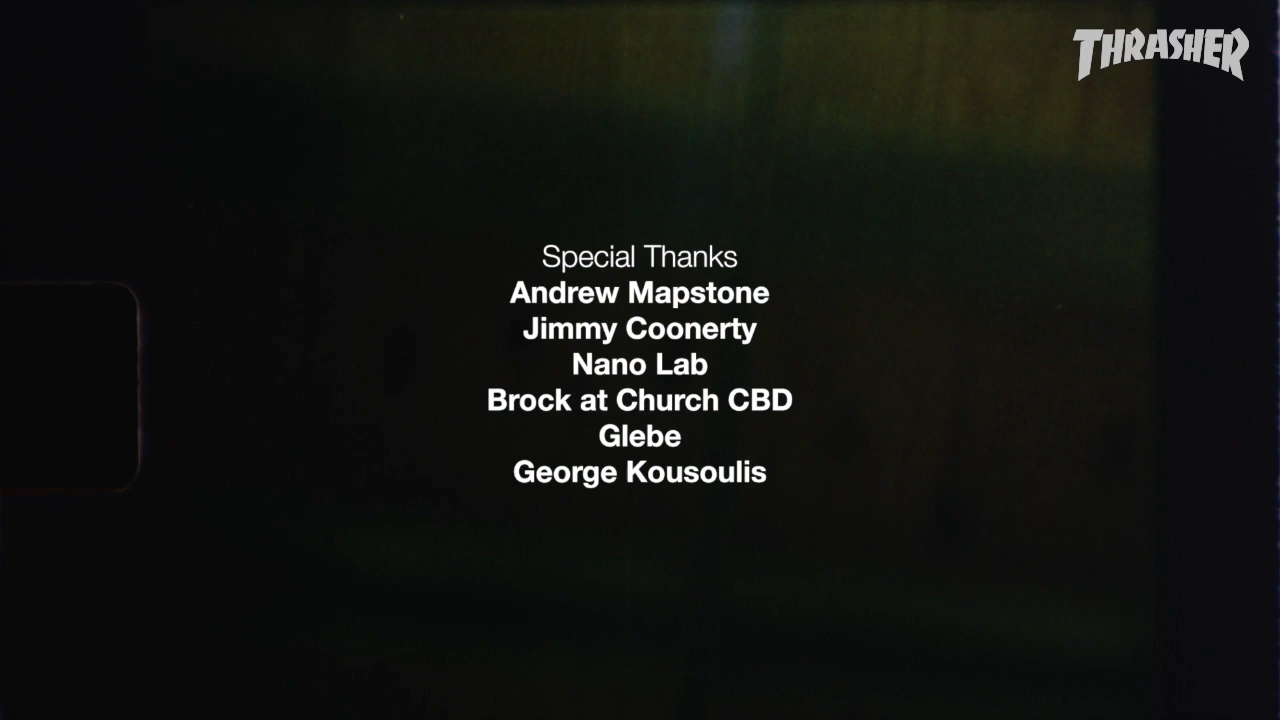 THRASHER
Special Thanks
Andrew Mapstone
Jimmy Coonerty
Nano Lab
Brock at Church CBD
Glebe
George Kousoulis